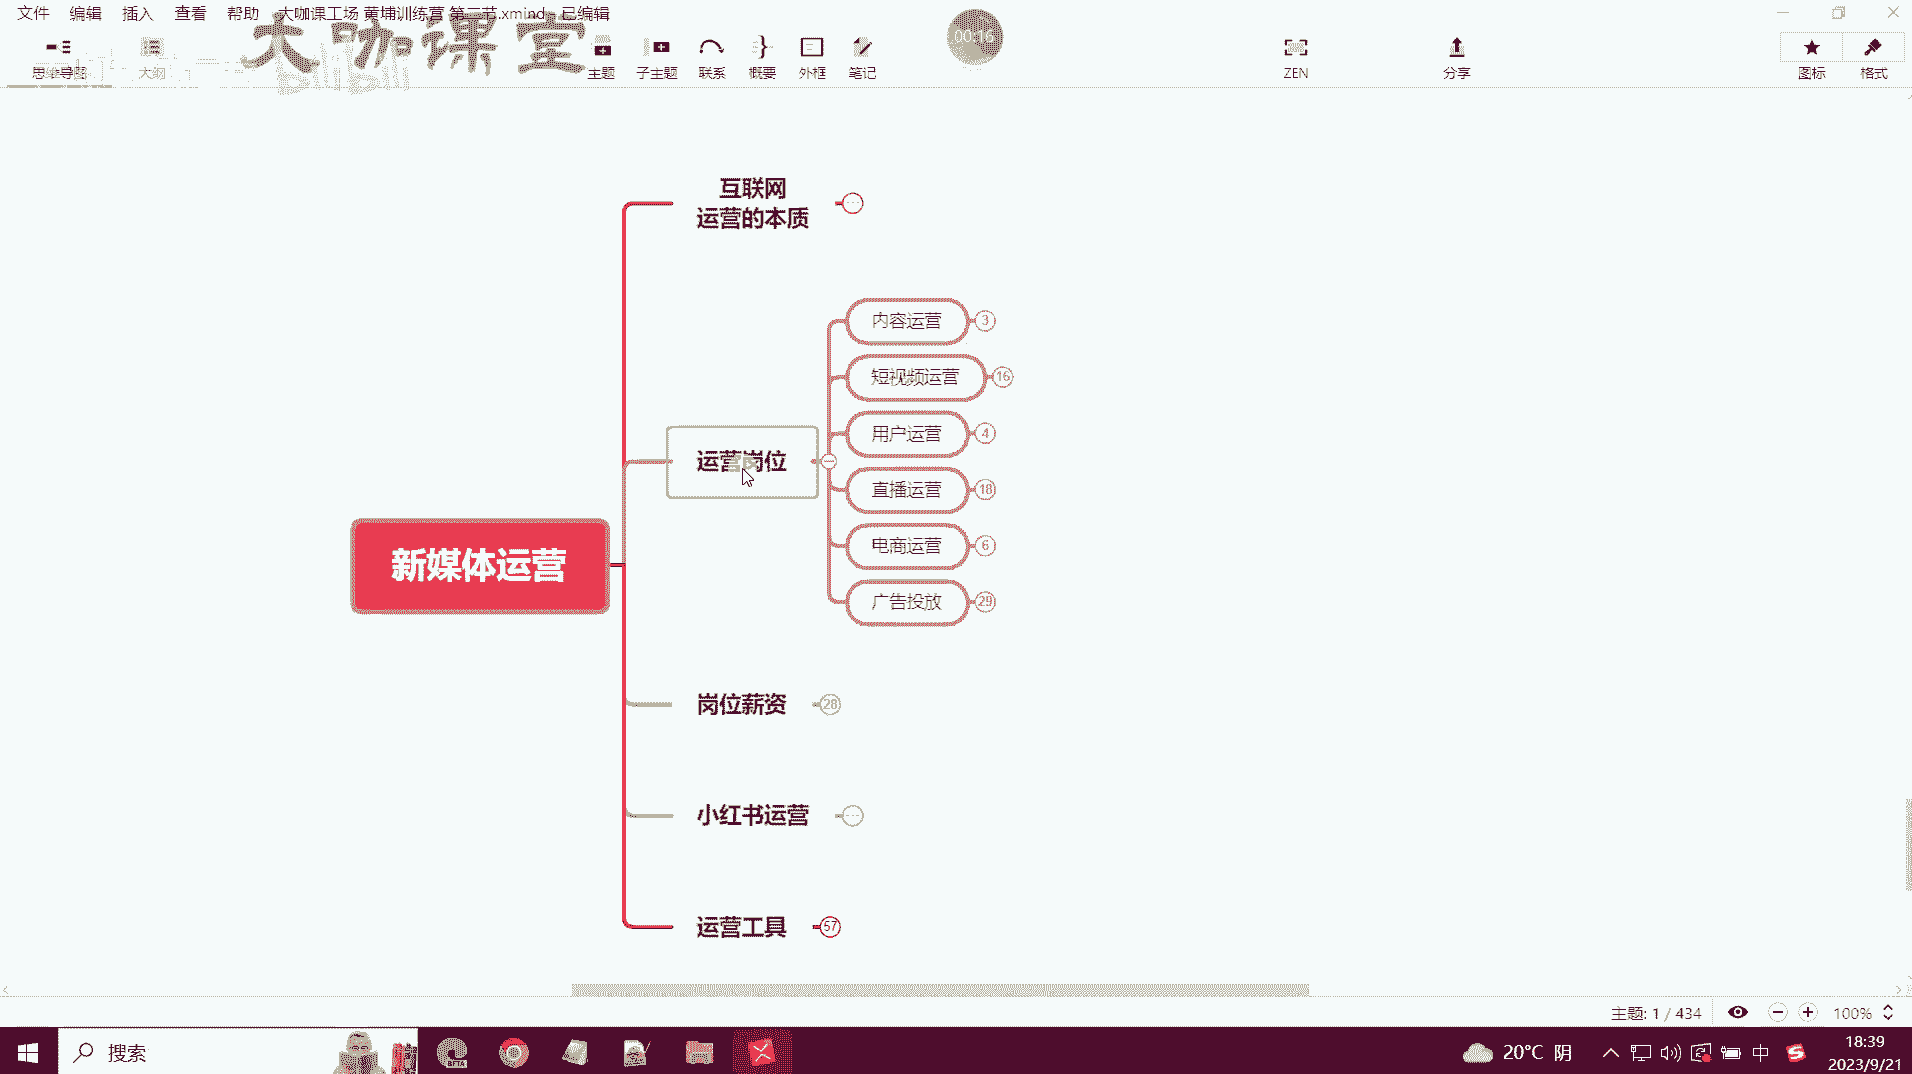 文件 编辑 插入 查看 帮助 大咖课工场 黄埔训练营 第二节.xmind - 已编辑
大咖课堂
bilibili
00:16
思维导图 大纲 主题 子主题 联系 概要 外框 笔记 ZEN 分享 图标 格式
互联网
运营的本质
内容运营 3
短视频运营 16
用户运营 4
运营岗位
直播运营 18
电商运营 6
新媒体运营
广告投放 29
岗位薪资 28
小红书运营
运营工具 57
主题: 1 / 434 100%
搜索
BETA
20°C 阴
中
18:39
2023/9/21